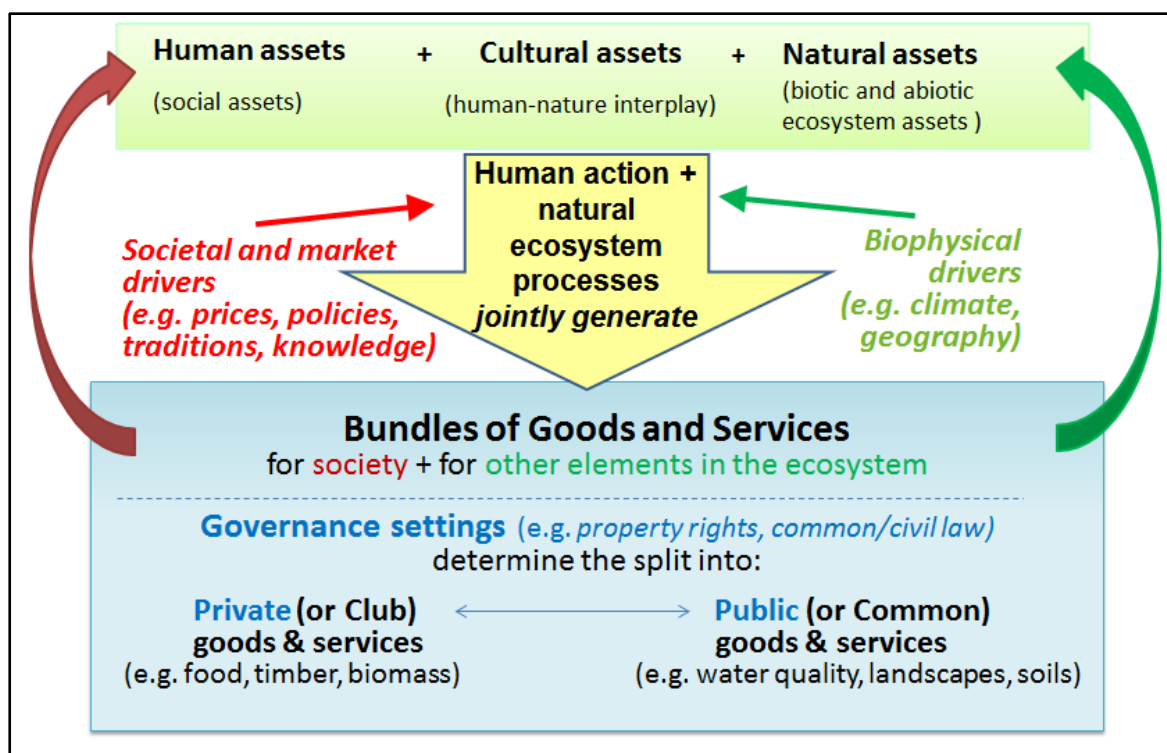 Human assets + Cultural assets + Natural assets
(social assets) (human-nature interplay) (biotic and abiotic
ecosystem assets )
Human action +
natural
ecosystem
processes
jointly generate
Societal and market
drivers
(e.g. prices, policies,
traditions, knowledge)
Biophysical
drivers
(e.g. climate,
geography)
Bundles of Goods and Services
for society + for other elements in the ecosystem
Governance settings (e.g. property rights, common/civil law)
determine the split into:
Private (or Club)
goods & services
(e.g. food, timber, biomass)
Public (or Common)
goods & services
(e.g. water quality, landscapes, soils)